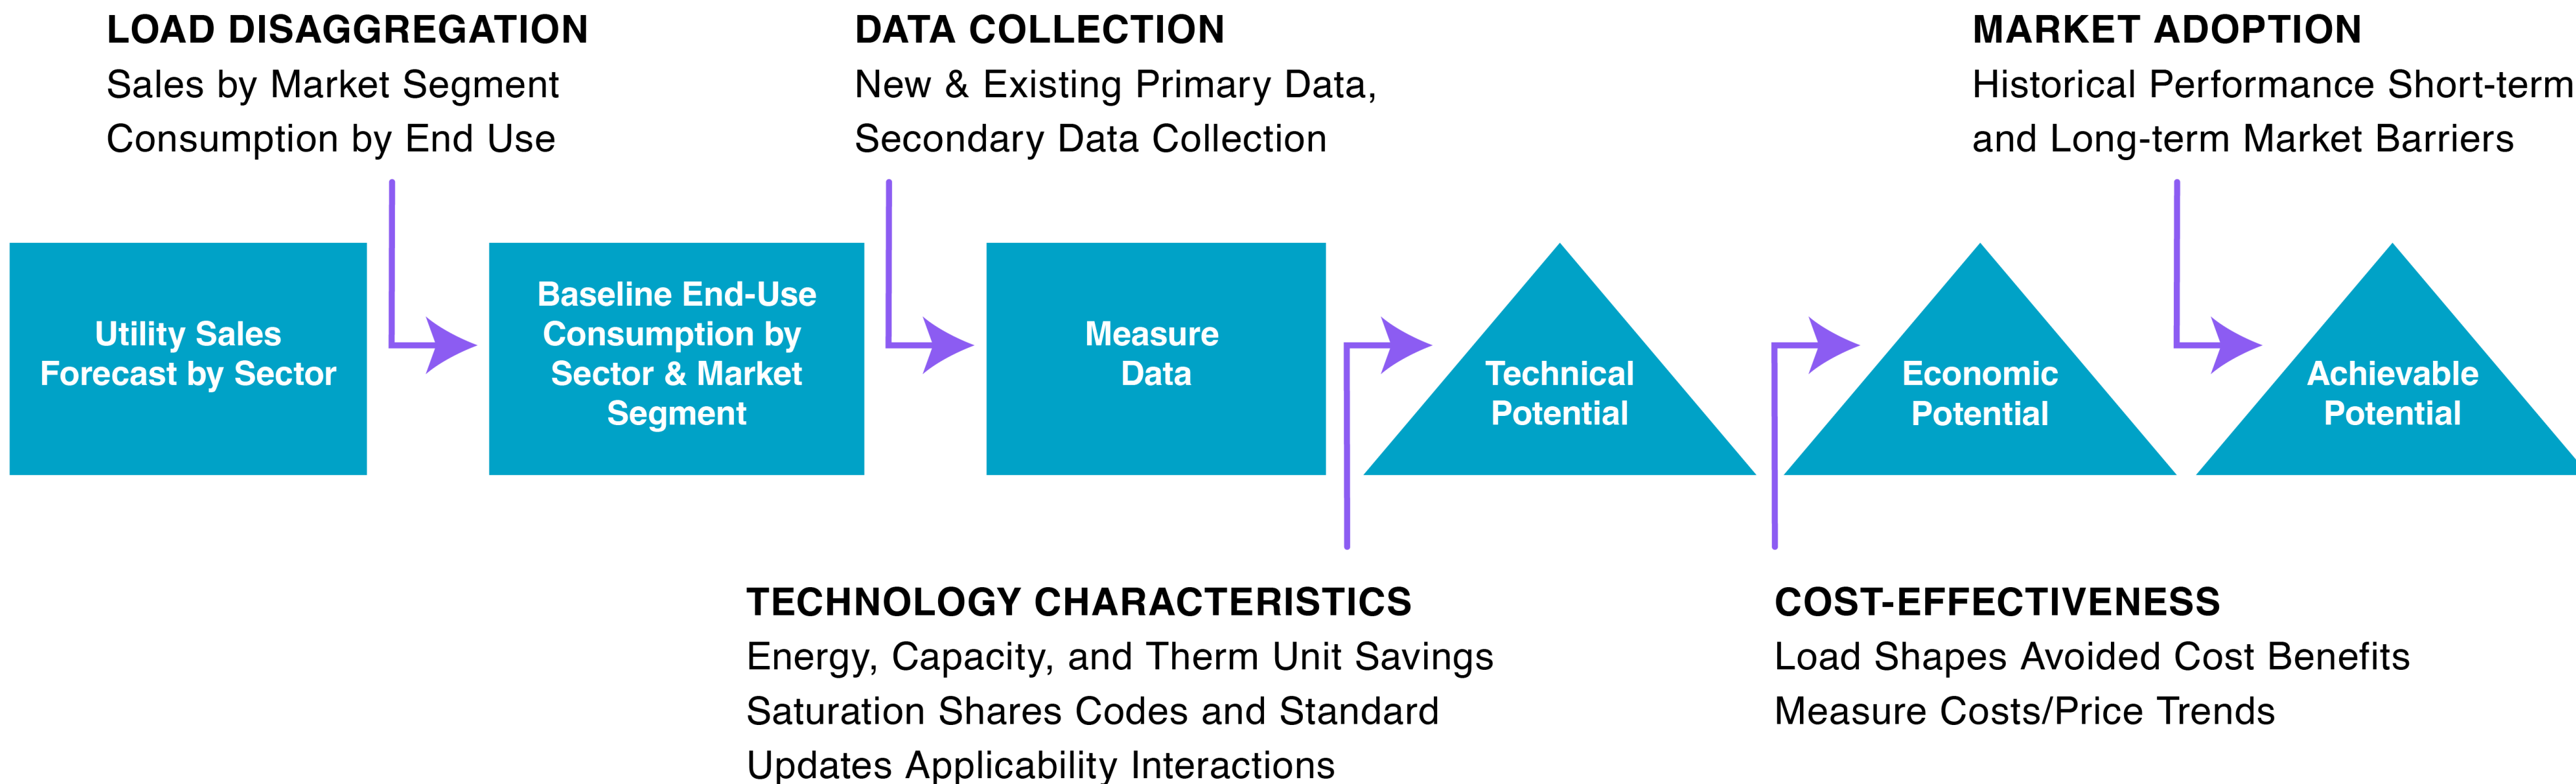 LOAD DISAGGREGATION
Sales by Market Segment
Consumption by End Use
DATA COLLECTION
New & Existing Primary Data,
Secondary Data Collection
MARKET ADOPTION
Historical Performance Short-term
and Long-term Market Barriers
Utility Sales
Forecast by Sector
Baseline End-Use
Consumption by
Sector & Market
Segment
Measure
Data
Technical
Potential
Economic
Potential
Achievable
Potential
TECHNOLOGY CHARACTERISTICS
Energy, Capacity, and Therm Unit Savings
Saturation Shares Codes and Standard
Updates Applicability Interactions
COST-EFFECTIVENESS
Load Shapes Avoided Cost Benefits
Measure Costs/Price Trends